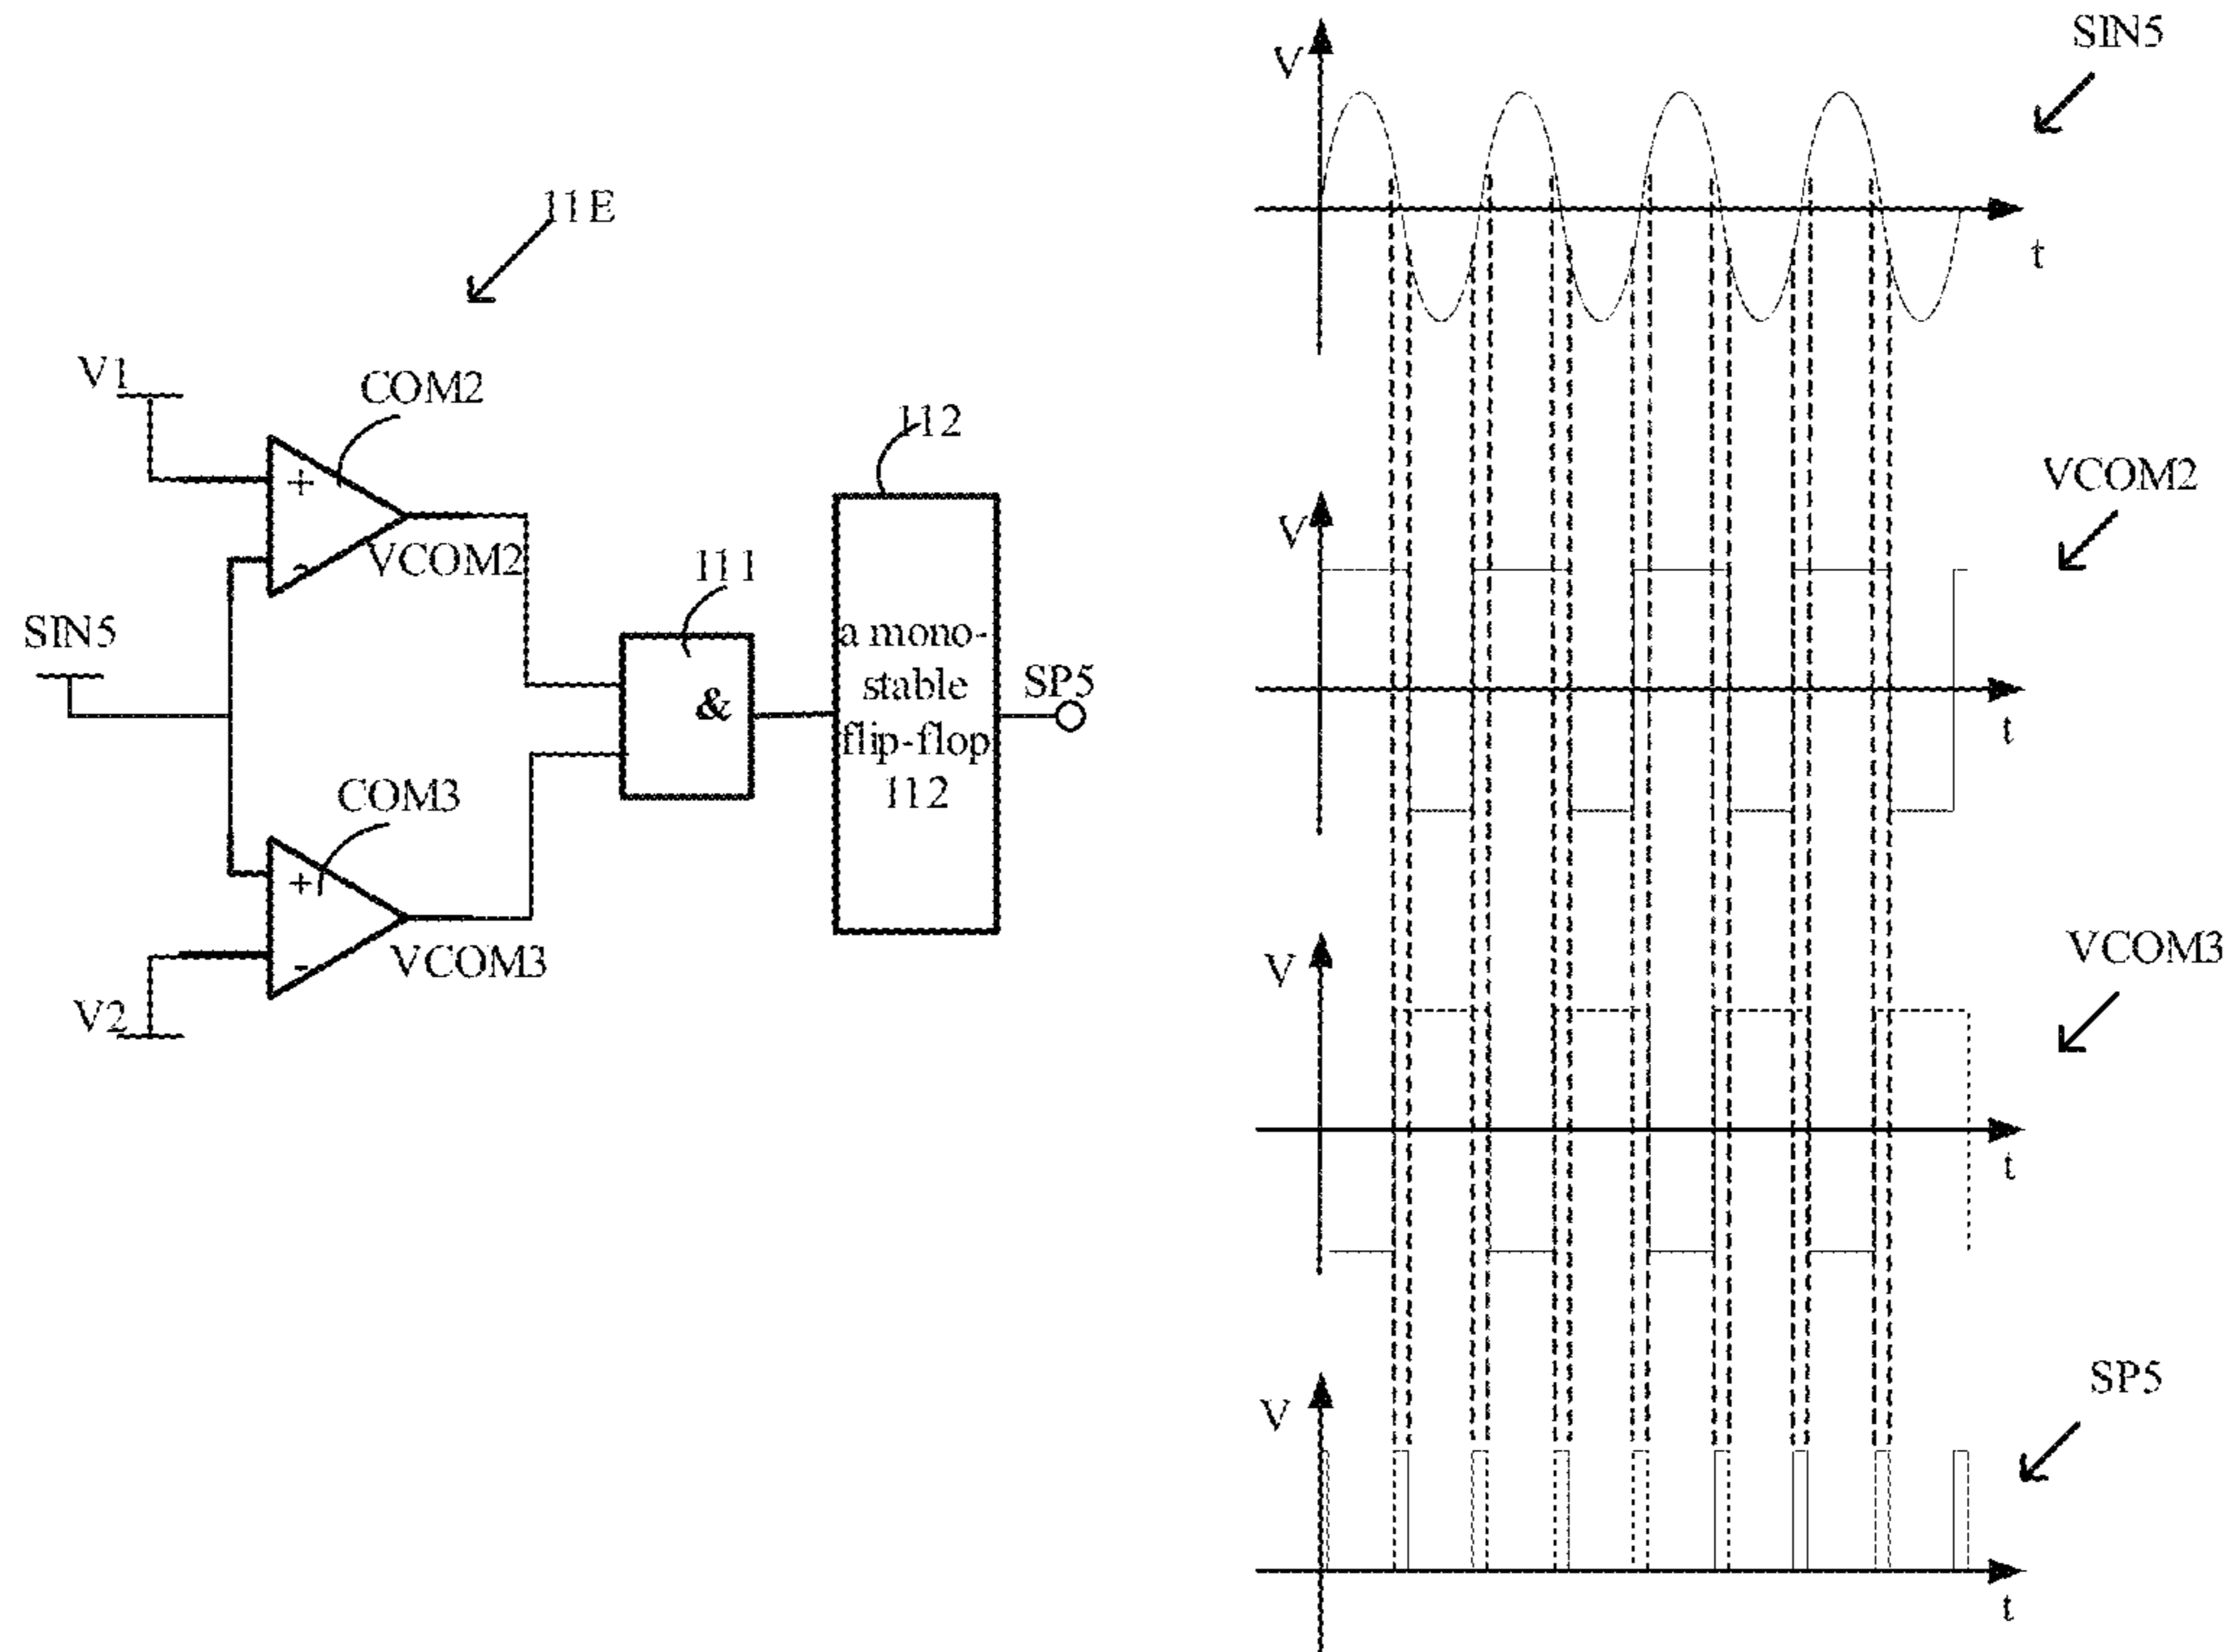 11E
V1
COM2
+
-
VCOM2
SIN5
COM3
+
-
VCOM3
V2
111
&
112
a mono-
stable
flip-flop
112
SP5
V
SIN5
t
V
VCOM2
t
V
VCOM3
t
V
SP5
t